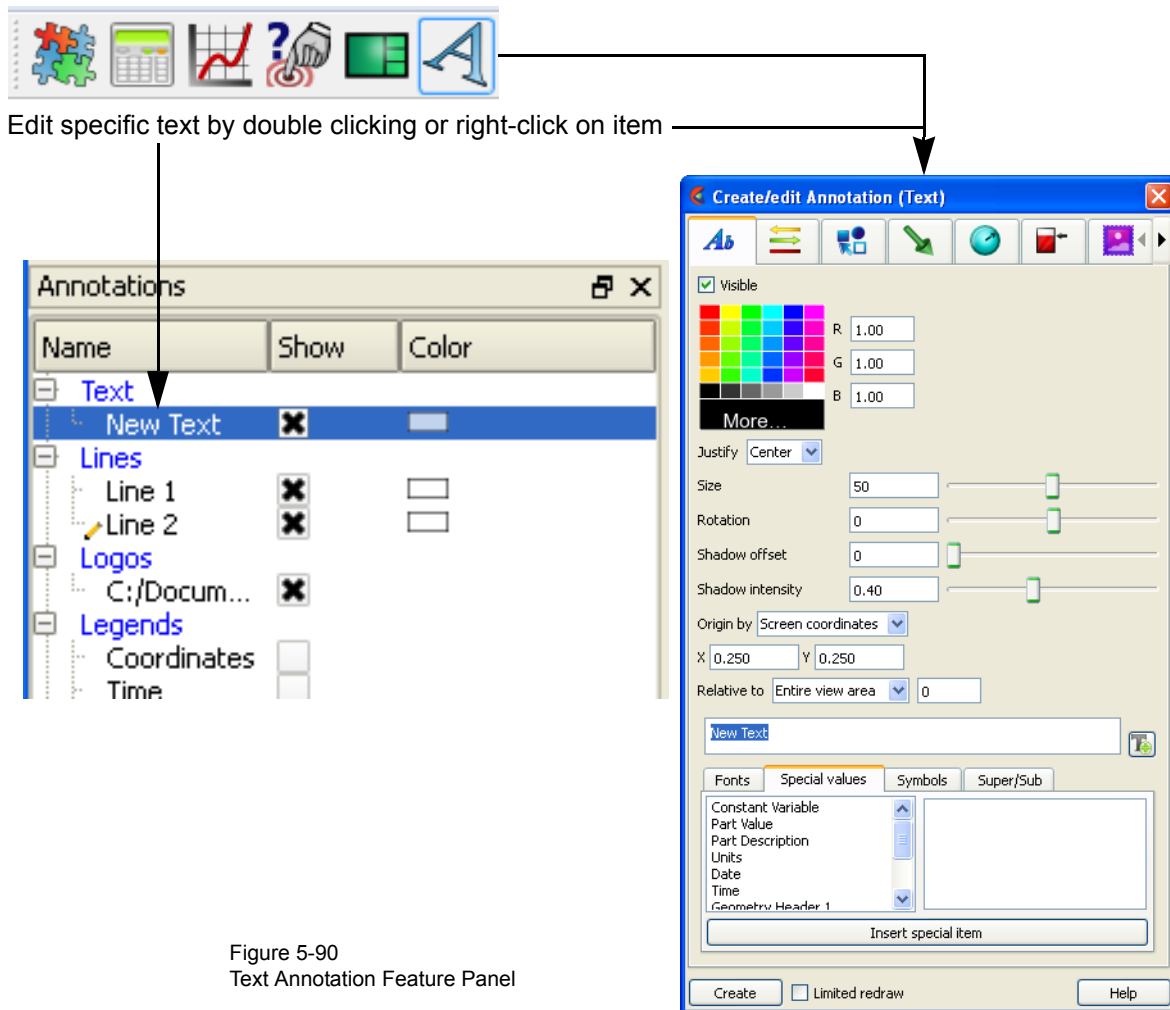 Edit specific text by double clicking or right-click on item
Annotations
Name Show Color
Text
New Text
Lines
Line 1
Line 2
Logos
C:/Docum...
Legends
Coordinates
Time
Create/edit Annotation (Text)
Visible
R 1.00
G 1.00
B 1.00
More...
Justify Center
Size 50
Rotation 0
Shadow offset 0
Shadow intensity 0.40
Origin by Screen coordinates
X 0.250 Y 0.250
Relative to Entire view area 0
New Text
Fonts Special values Symbols Super/Sub
Constant Variable
Part Value
Part Description
Units
Date
Time
Geometry Header 1
Insert special item
Create Limited redraw Help
Figure 5-90
Text Annotation Feature Panel